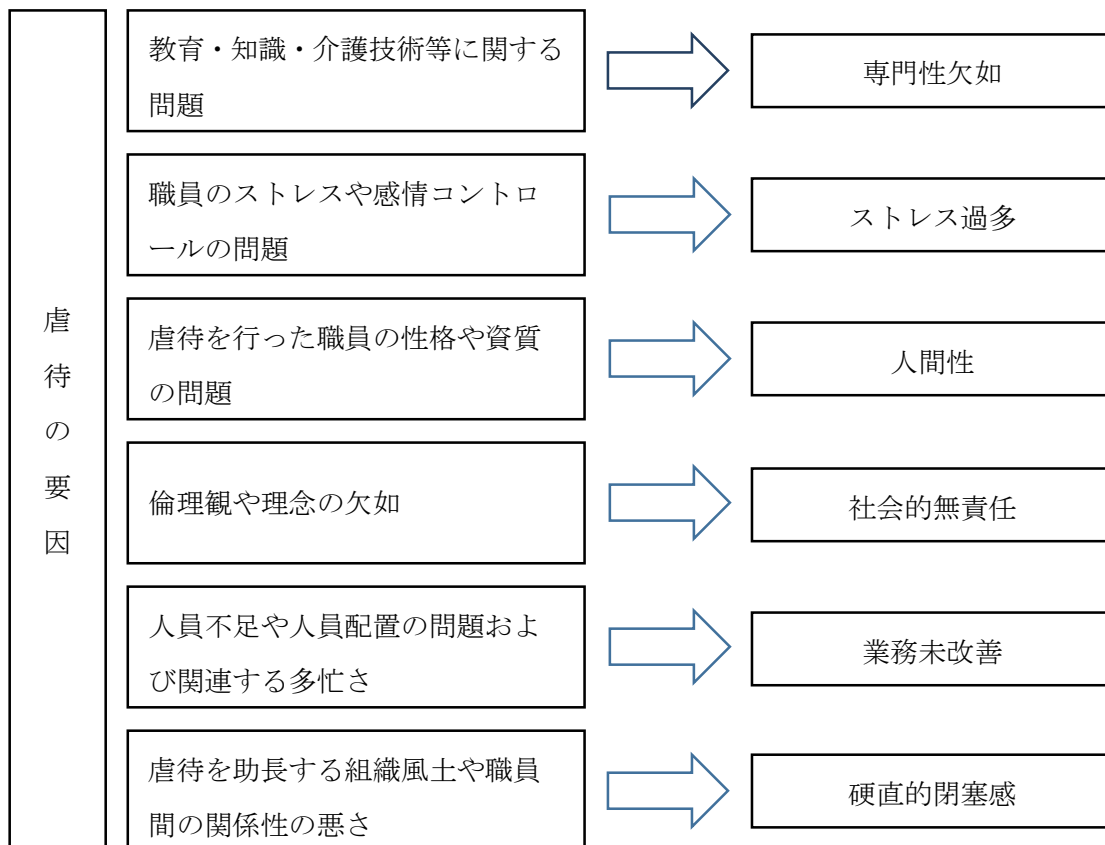 虐待の要因
教育・知識・介護技術等に関する
問題
専門性欠如
職員のストレスや感情コントロ
ールの問題
ストレス過多
虐待を行った職員の性格や資質
の問題
人間性
倫理観や理念の欠如
社会的無責任
人員不足や人員配置の問題およ
び関連する多忙さ
業務未改善
虐待を助長する組織風土や職員
間の関係性の悪さ
硬直的閉塞感